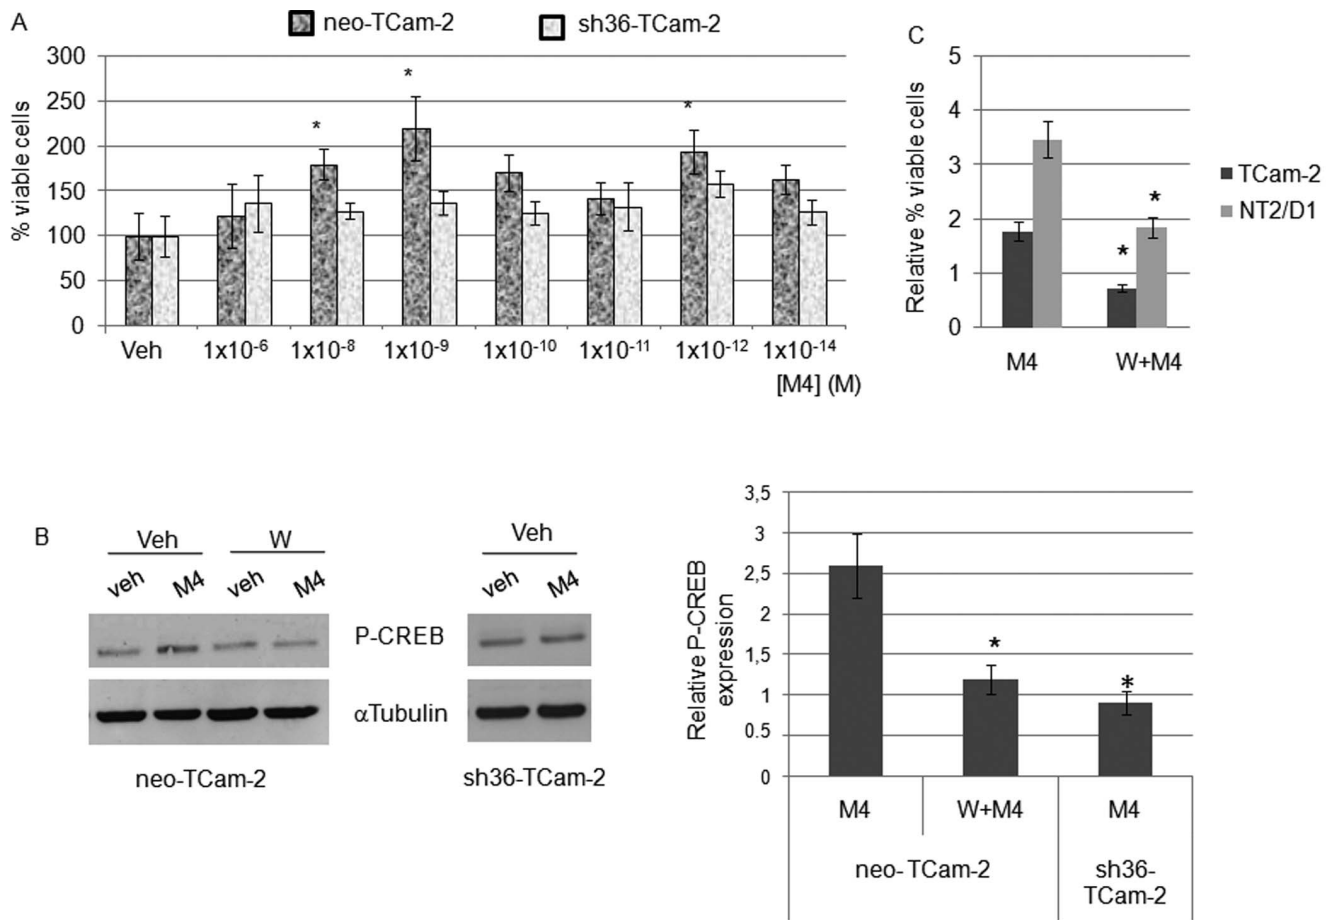 A
neo-TCam-2
sh36-TCam-2
% viable cells
300
250
200
150
100
50
0
*
*
*
Veh
1x10⁻⁶
1x10⁻⁸
1x10⁻⁹
1x10⁻¹⁰
1x10⁻¹¹
1x10⁻¹²
1x10⁻¹⁴
[M4] (M)
C
Relative % viable cells
5
4
3
2
1
0
*
*
M4
W+M4
TCam-2
NT2/D1
B
Veh
W
veh
M4
veh
M4
P-CREB
αTubulin
neo-TCam-2
Veh
veh
M4
sh36-TCam-2
Relative P-CREB
expression
3,5
3
2,5
2
1,5
1
0.5
0
*
*
M4
W+M4
M4
neo- TCam-2
sh36-
TCam-2